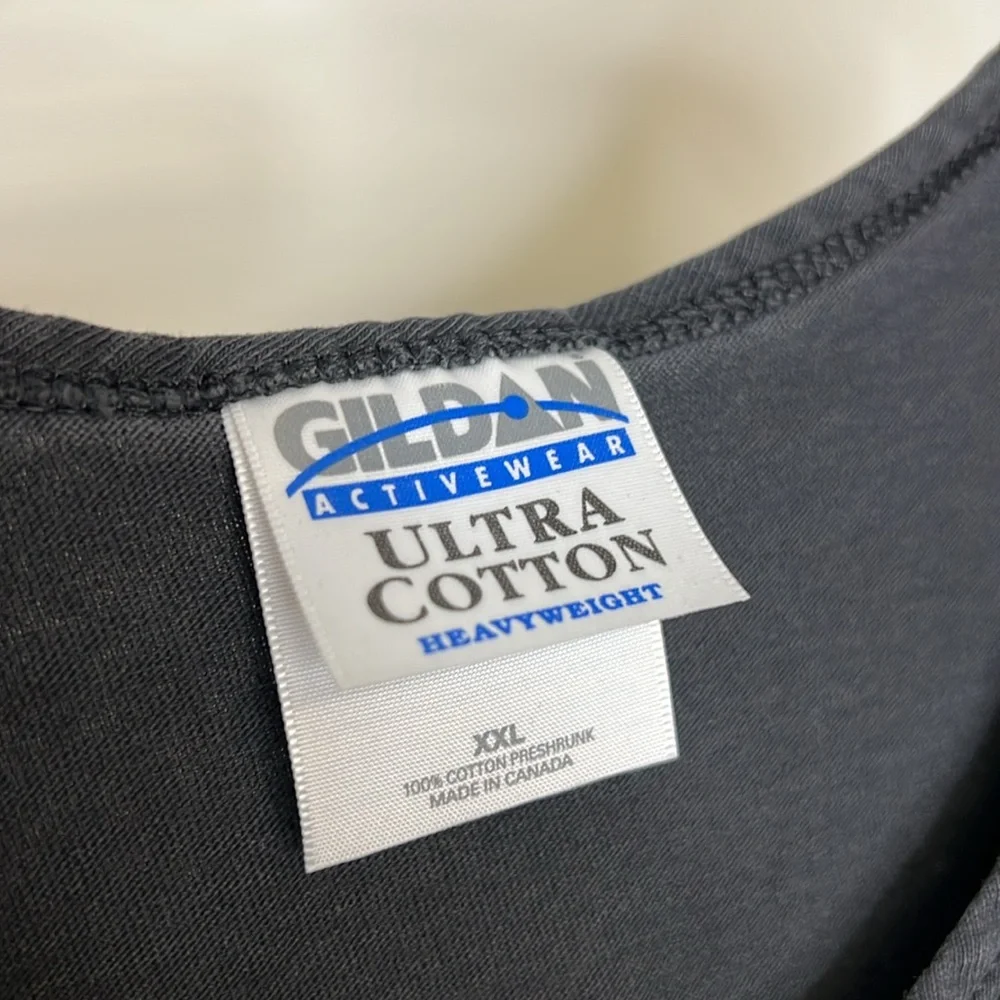 GILDAN
ACTIVEWEAR
ULTRA
COTTON
HEAVYWEIGHT
XXL
100% COTTON PRESHRUNK
MADE IN CANADA